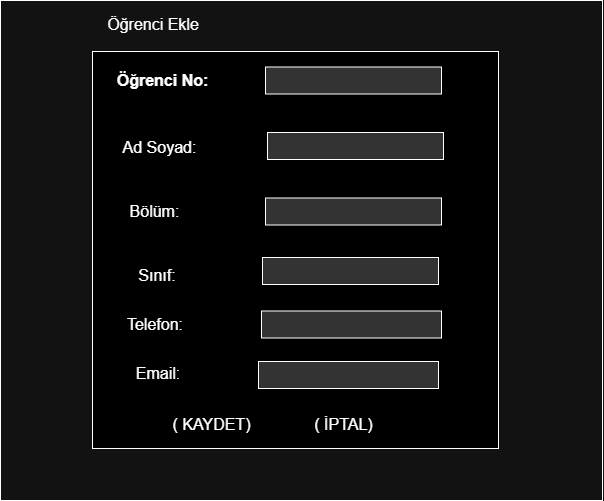 Öğrenci Ekle
Öğrenci No:
Ad Soyad:
Bölüm:
Sınıf:
Telefon:
Email:
( KAYDET) ( İPTAL)